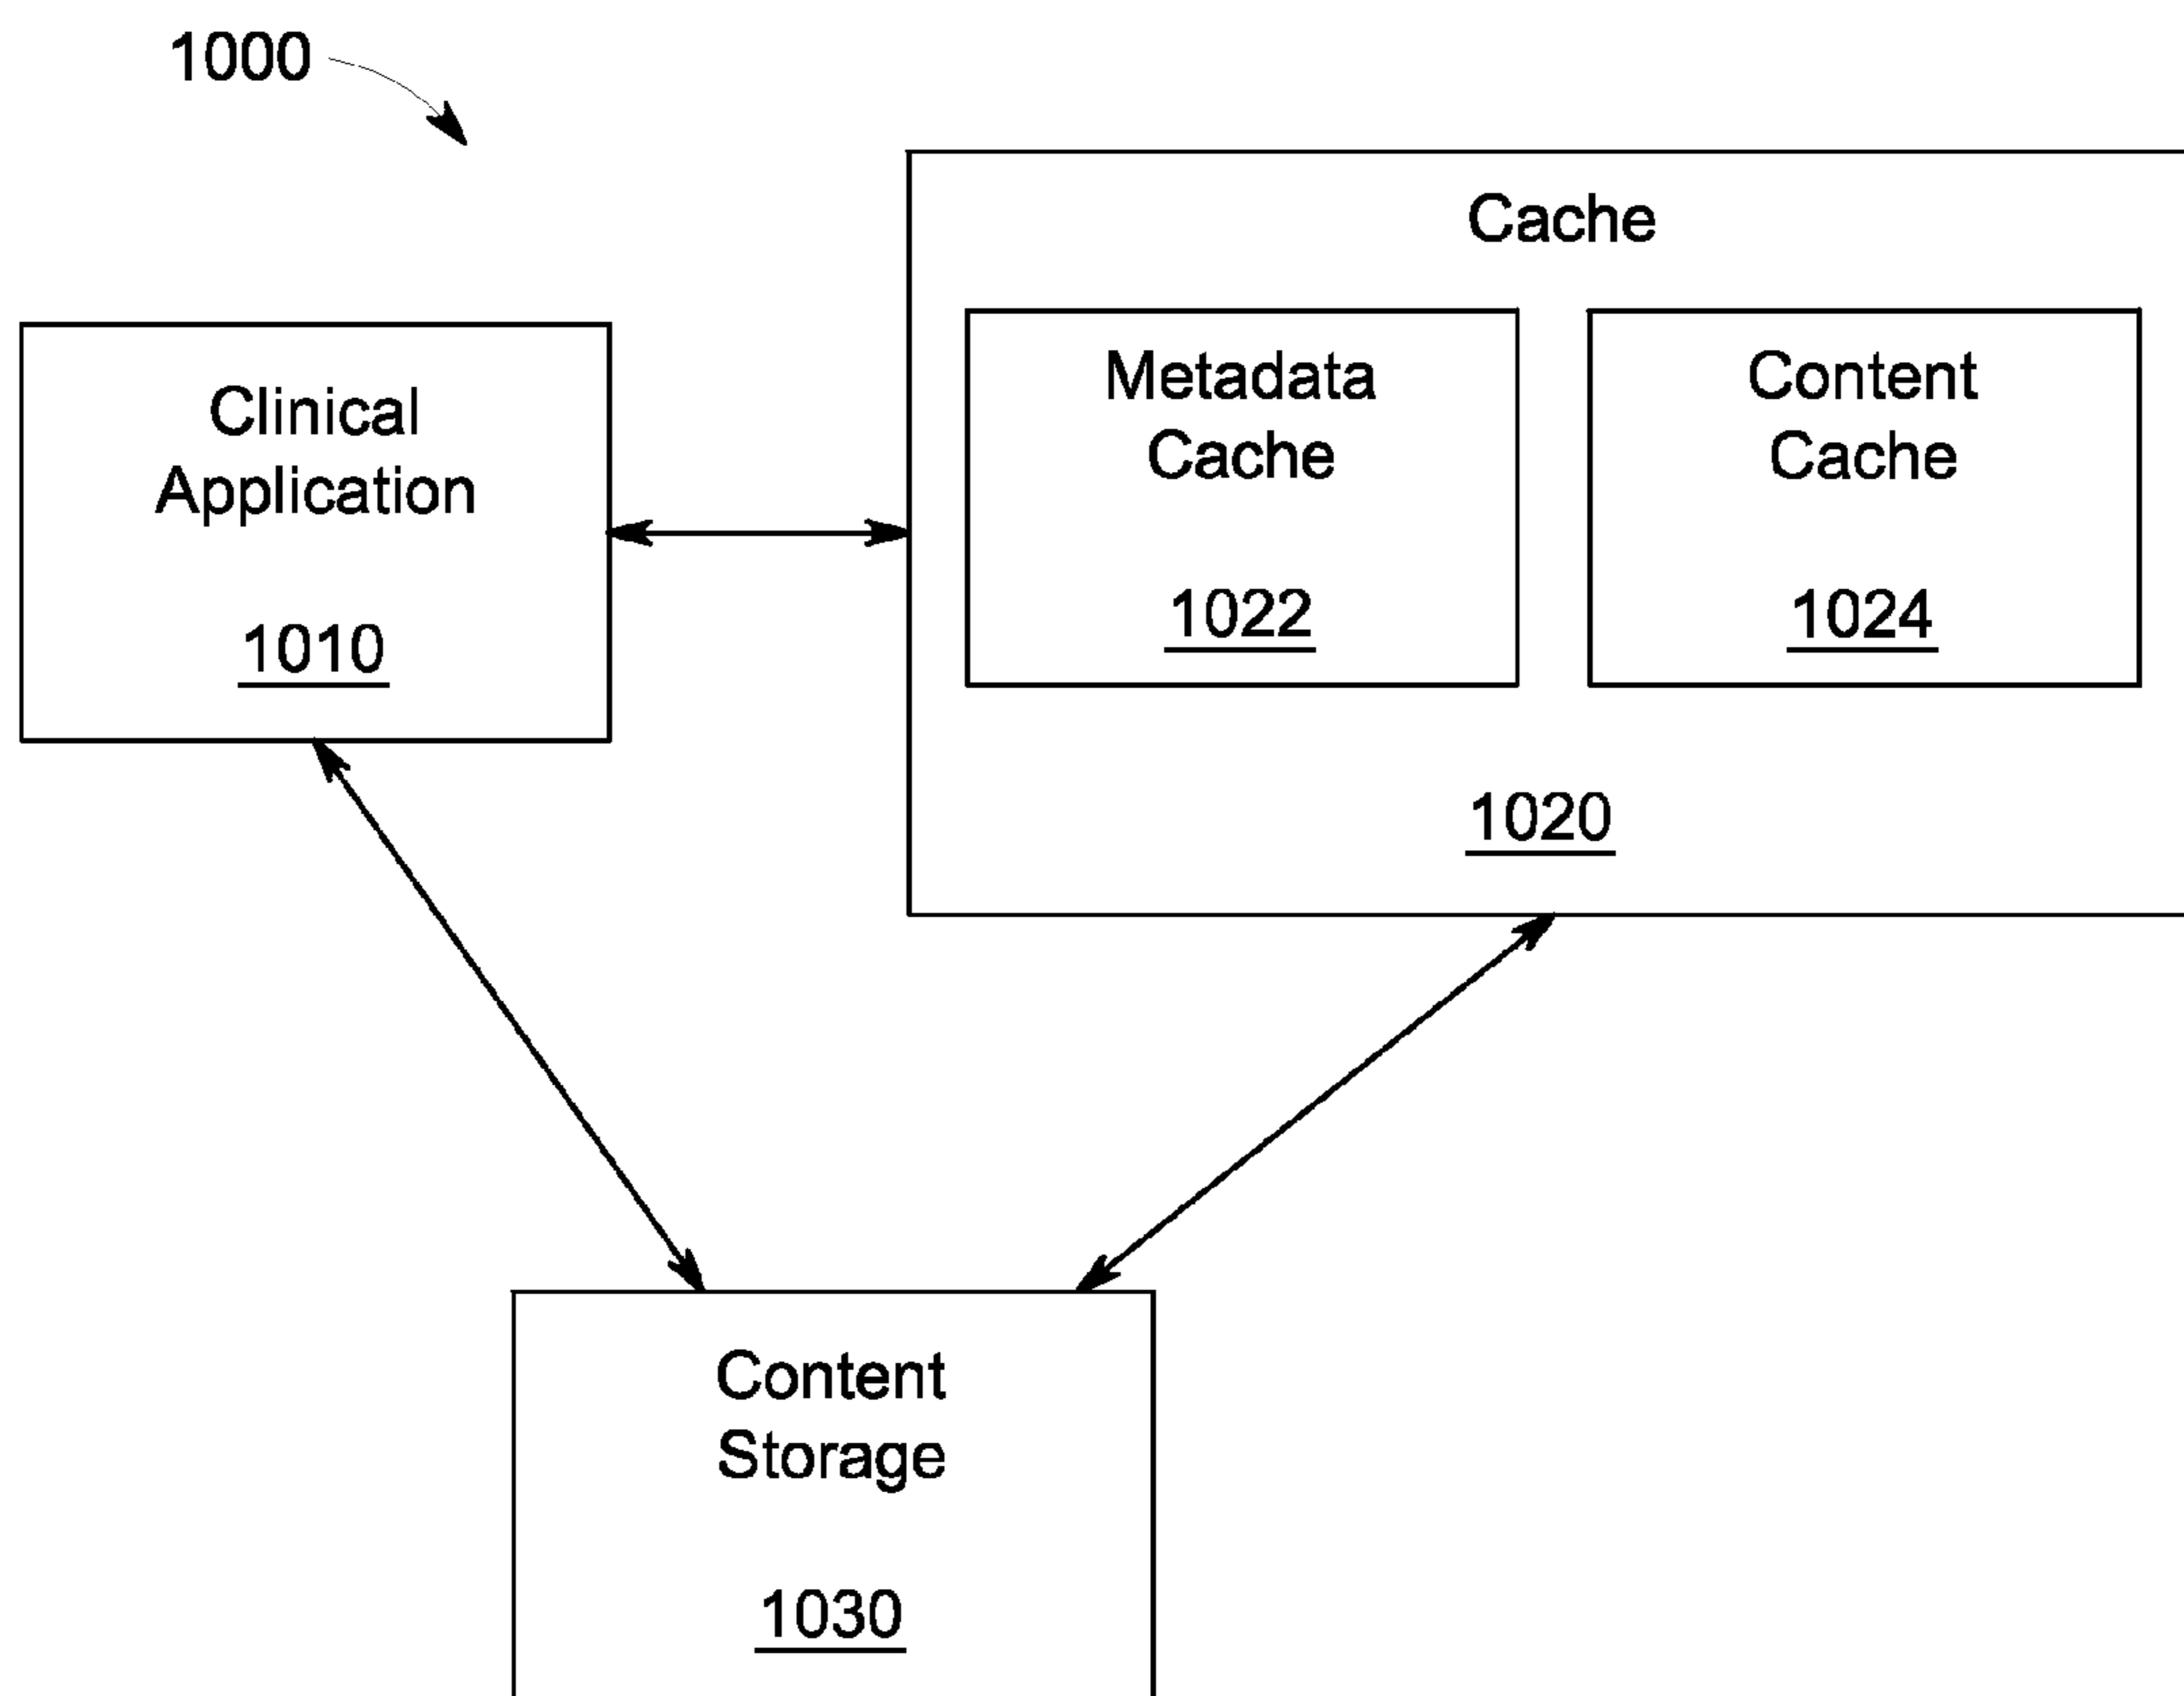 1000
Clinical
Application
1010
Cache
Metadata
Cache
1022
Content
Cache
1024
1020
Content
Storage
1030